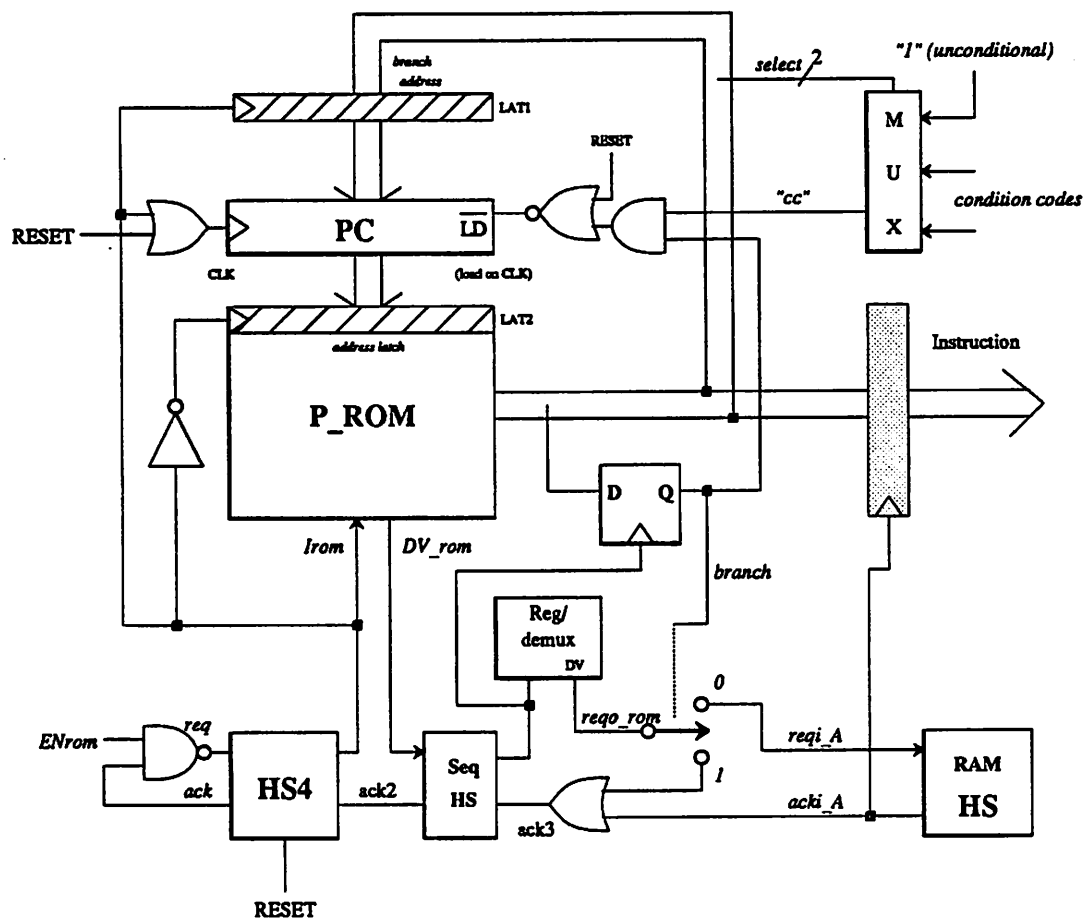 branch
address
select
2
"1" (unconditional)
LAT1
M
U
X
RESET
"cc"
condition codes
RESET
PC
LD
CLK
(load on CLK)
LAT2
address latch
Instruction
P_ROM
D
Q
Irom
DV_rom
branch
Reg/
demux
DV
0
reqo_rom
req
reqi_A
ENrom
ack
HS4
ack2
Seq
HS
1
RAM
HS
ack3
acki_A
RESET